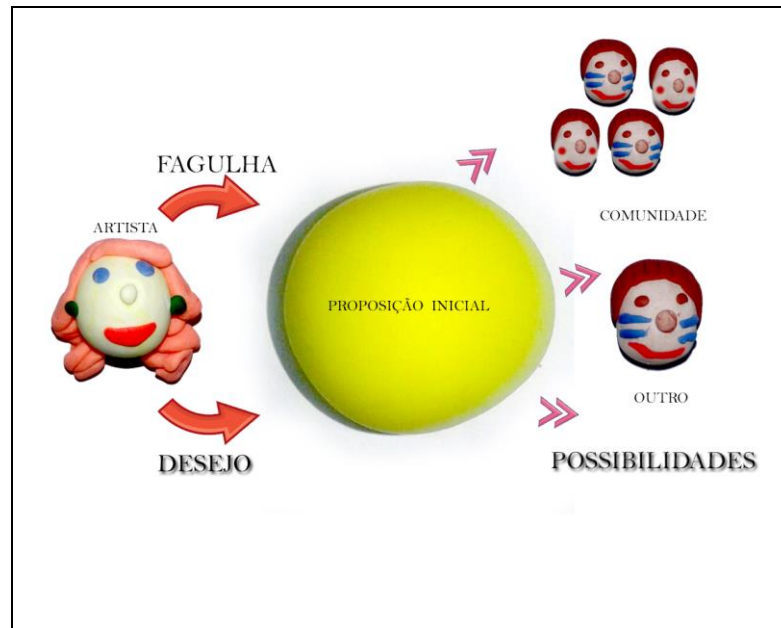 FAGULHA
ARTISTA
COMUNIDADE
PROPOSIÇÃO INICIAL
OUTRO
DESEJO
POSSIBILIDADES